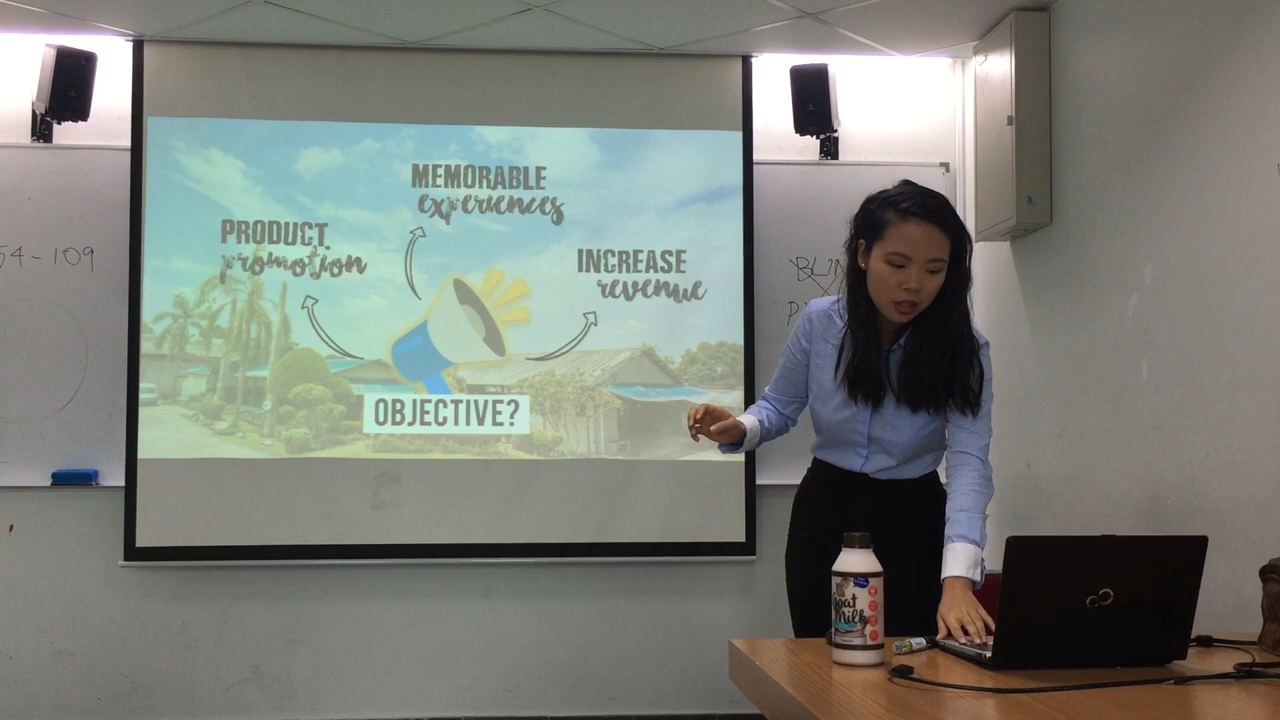 MEMORABLE
experiences
PRODUCT
promotion
INCREASE
revenue
OBJECTIVE?
54-109
Goat
Milk